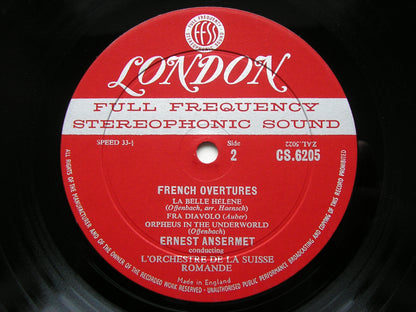 FULL FREQUENCY
FFSS
LONDON
FULL FREQUENCY
STEREOPHONIC SOUND
SPEED 33⅓
Side
2
ZAL.5022
CS.6205
FRENCH OVERTURES
LA BELLE HÉLÈNE
(Offenbach, arr. Haensch)
FRA DIAVOLO (Auber)
ORPHEUS IN THE UNDERWORLD
(Offenbach)
ERNEST ANSERMET
conducting
L'ORCHESTRE DE LA SUISSE
ROMANDE
Made in England
ALL RIGHTS OF THE MANUFACTURER AND OF THE OWNER OF THE RECORDED WORK RESERVED - UNAUTHORISED PUBLIC PERFORMANCE BROADCASTING AND COPYING OF THIS RECORD PROHIBITED